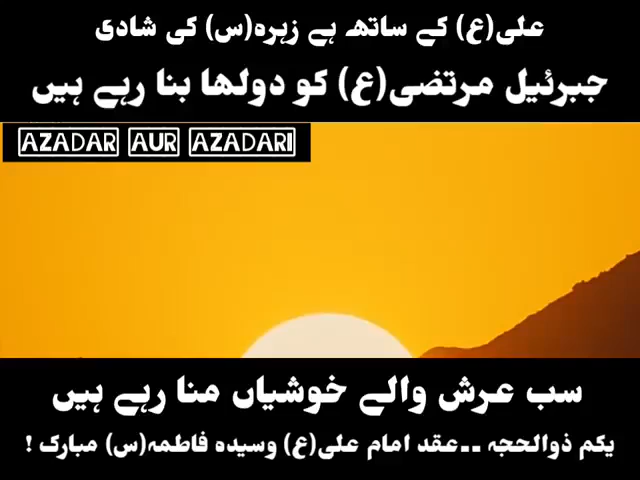 علی(ع) کے ساتھ ہے زہرہ(س) کی شادی
جبرئیل مرتضی(ع) کو دولھا بنا رہے ہیں
AZADAR AUR AZADARI
سب عرش والے خوشیاں منا رہے ہیں
یکم ذوالحجہ ۔۔عقد امام علی(ع) وسیدہ فاطمہ(س) مبارک !